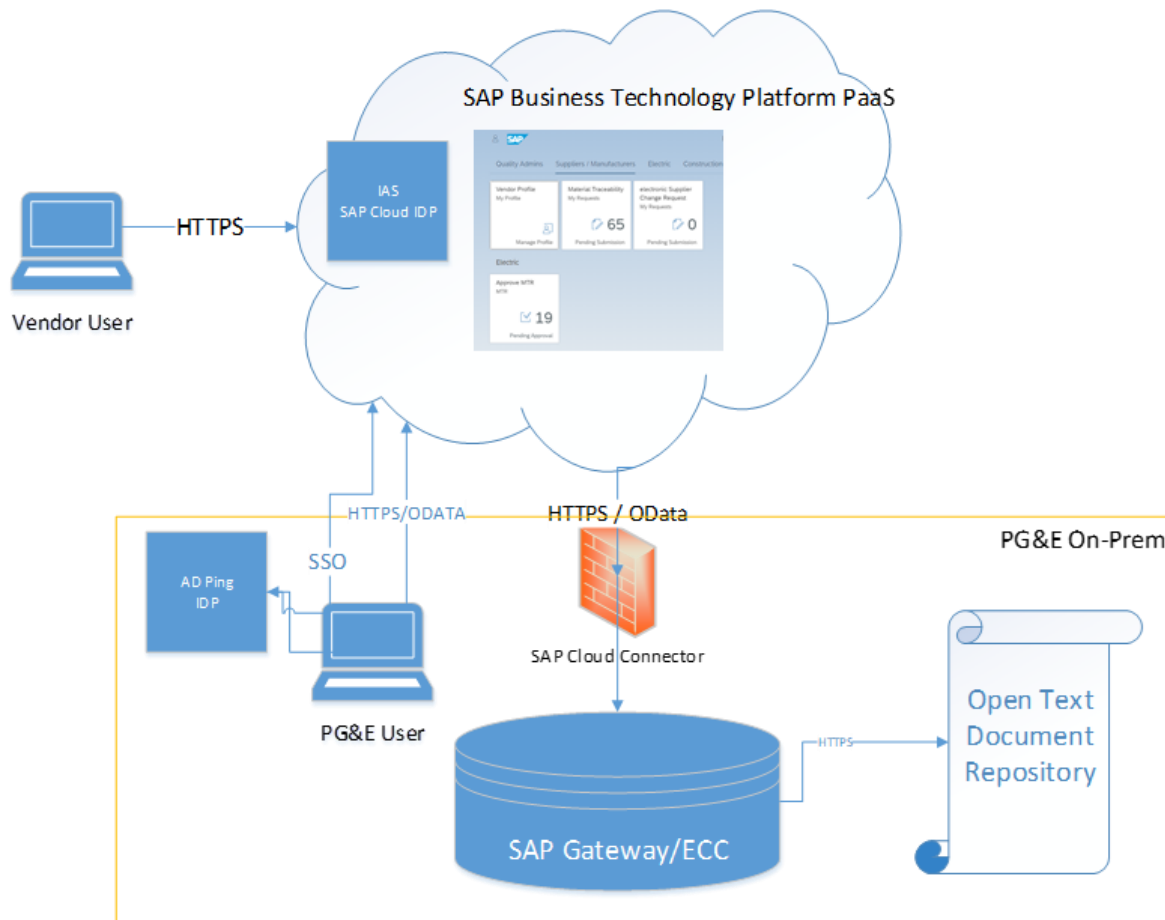 SAP Business Technology Platform PaaS
SAP
Quality Admins Suppliers / Manufacturers Electric Construction
Vendor Profile
My Profile
Manage Profile
Material Traceability
My Requests
65
Pending Submission
electronic Supplier
Change Request
My Requests
0
Pending Submission
Electric
Approve MTR
MTR
19
Pending Approval
IAS
SAP Cloud IDP
HTTPS
Vendor User
HTTPS/ODATA
HTTPS / OData
PG&E On-Prem
SSO
AD Ping
IDP
PG&E User
SAP Cloud Connector
Open Text
Document
Repository
HTTPS
SAP Gateway/ECC